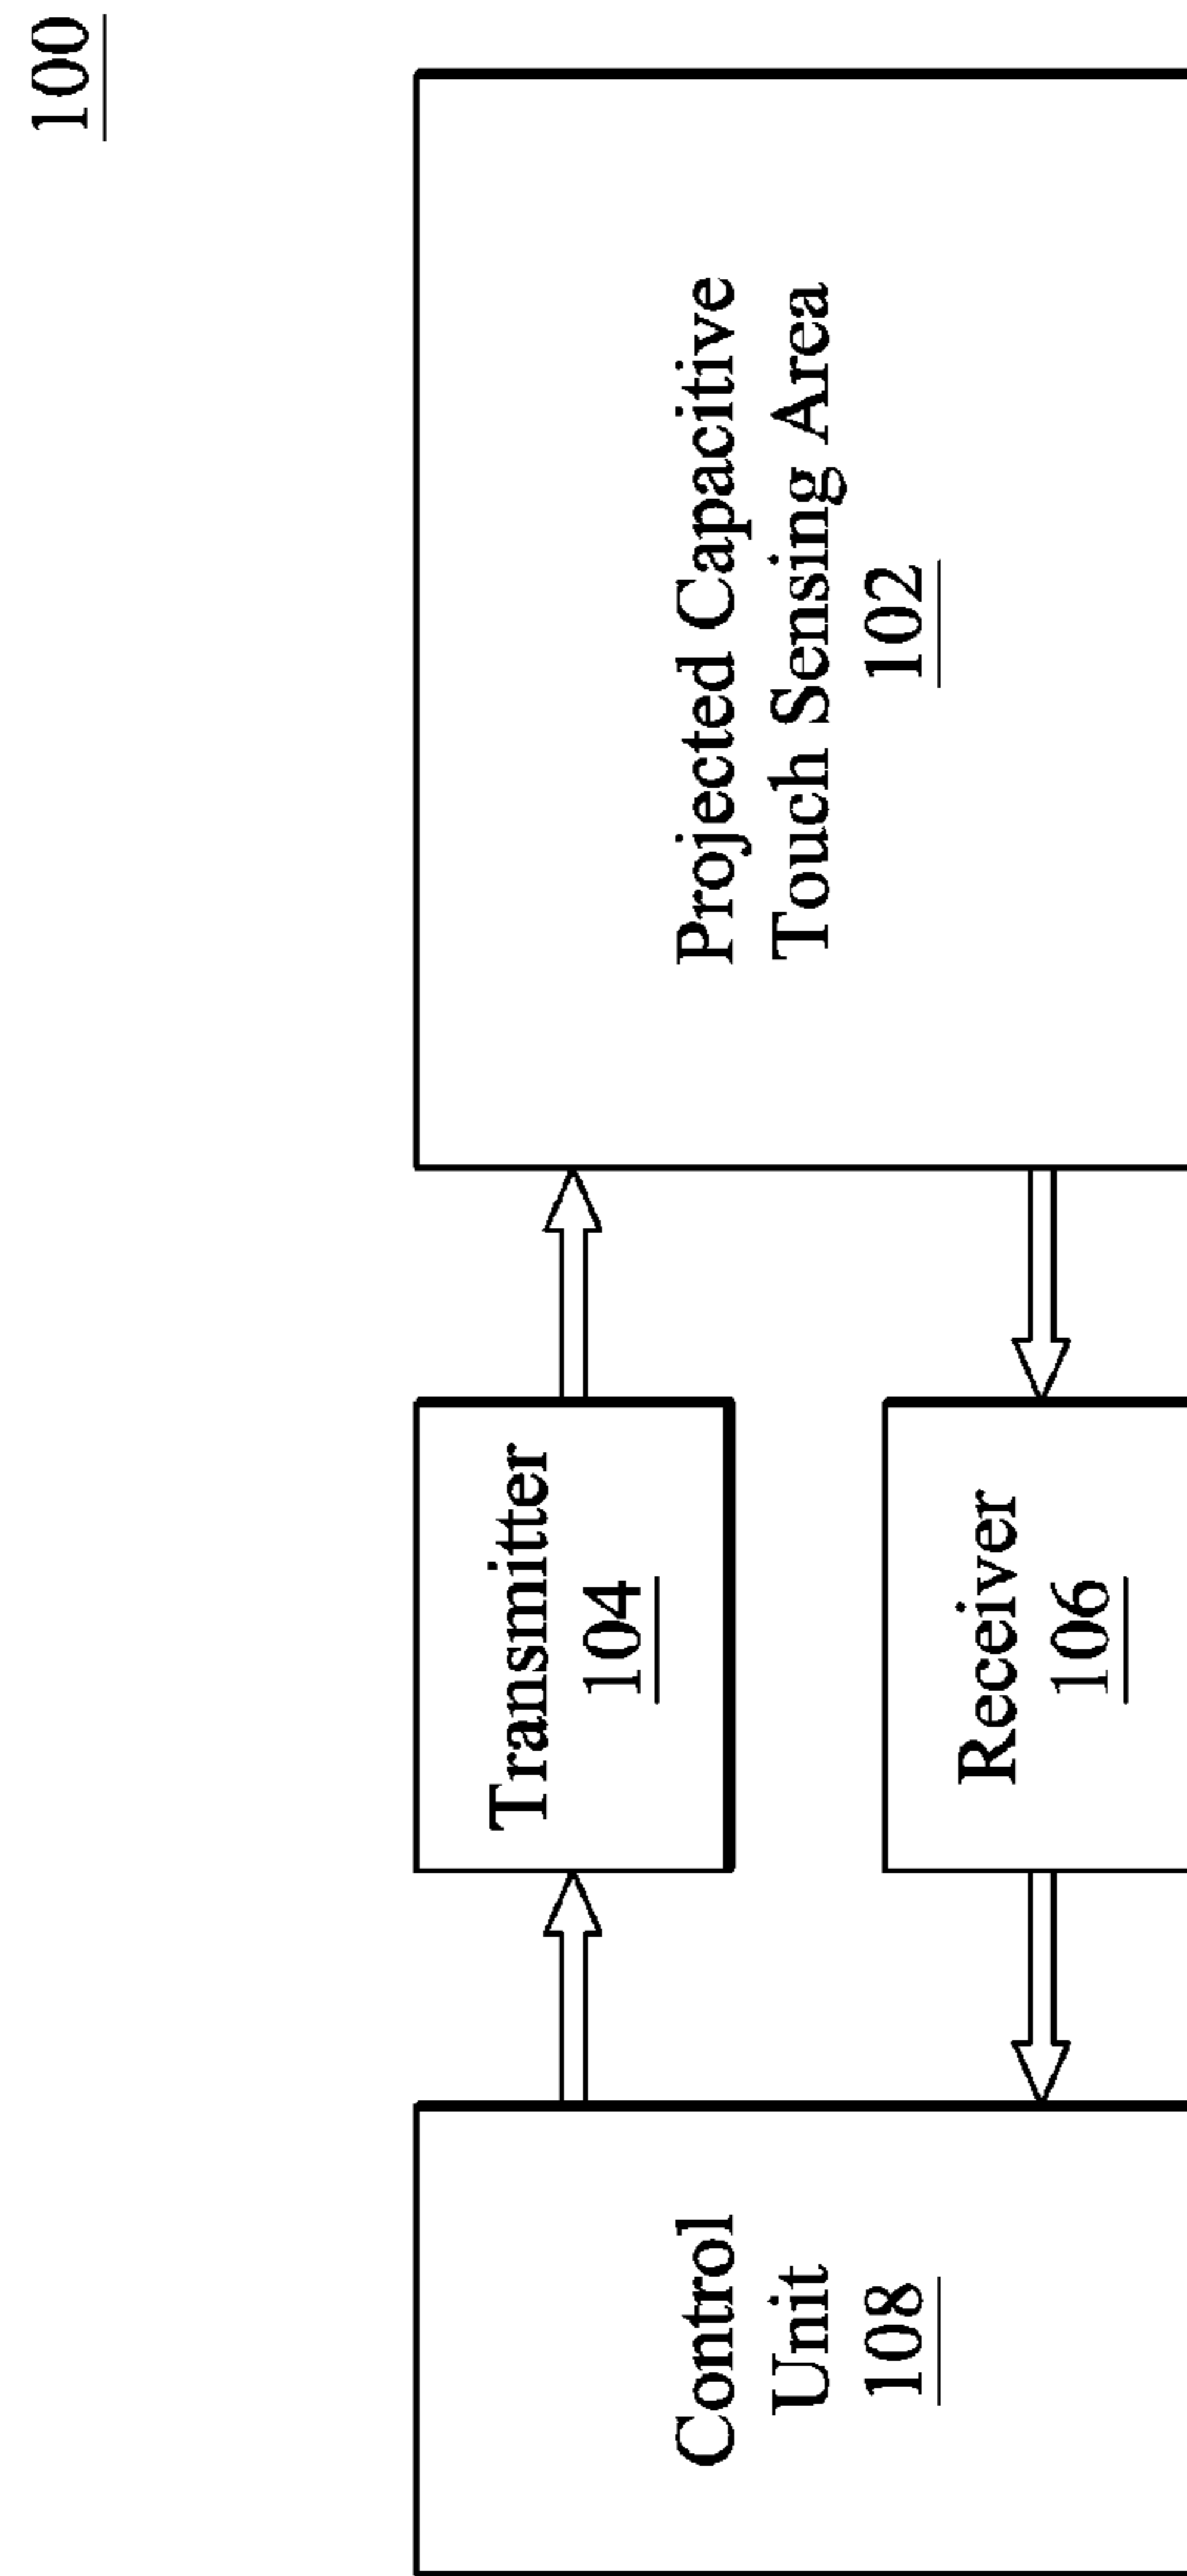 100
Control
Unit
108
Transmitter
104
Receiver
106
Projected Capacitive
Touch Sensing Area
102